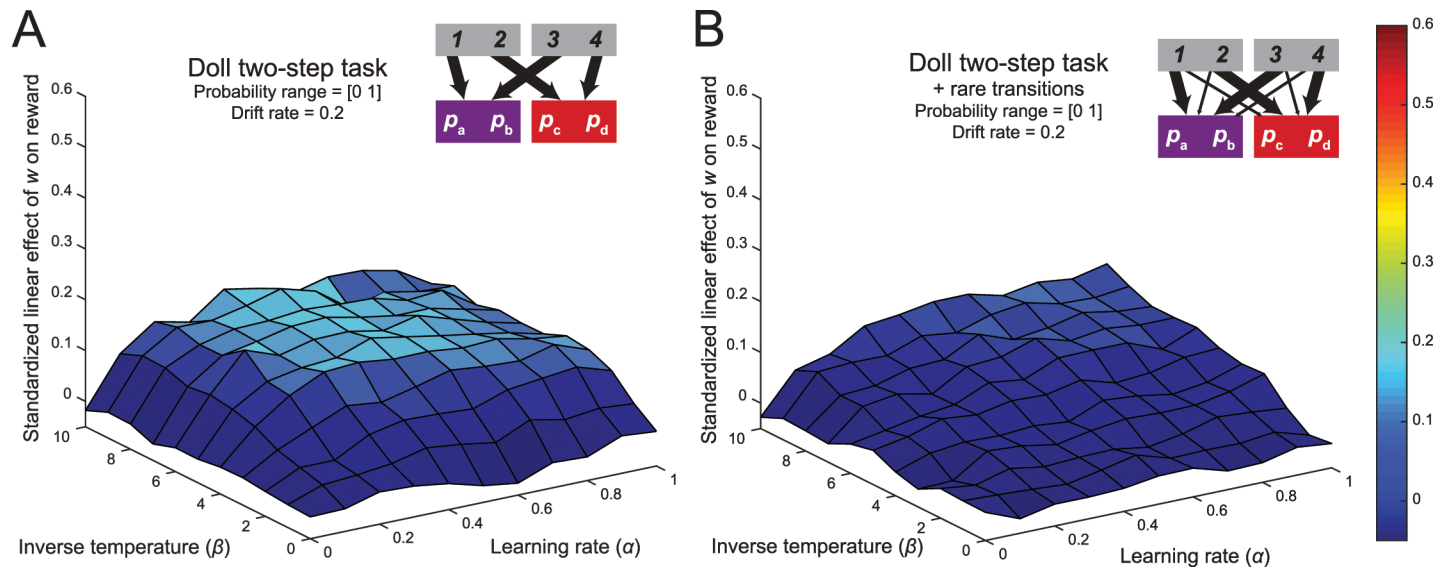 A
Doll two-step task
Probability range = [0 1]
Drift rate = 0.2
1 2 3 4
pa pb pc pd
Standardized linear effect of w on reward
0.6
0.5
0.4
0.3
0.2
0.1
0
10
8
6
4
2
0
Inverse temperature (β)
0
0.2
0.4
0.6
0.8
1
Learning rate (α)
B
Doll two-step task
+ rare transitions
Probability range = [0 1]
Drift rate = 0.2
1 2 3 4
pa pb pc pd
Standardized linear effect of w on reward
0.6
0.5
0.4
0.3
0.2
0.1
0
10
8
6
4
2
0
Inverse temperature (β)
0
0.2
0.4
0.6
0.8
1
Learning rate (α)
0.6
0.5
0.4
0.3
0.2
0.1
0